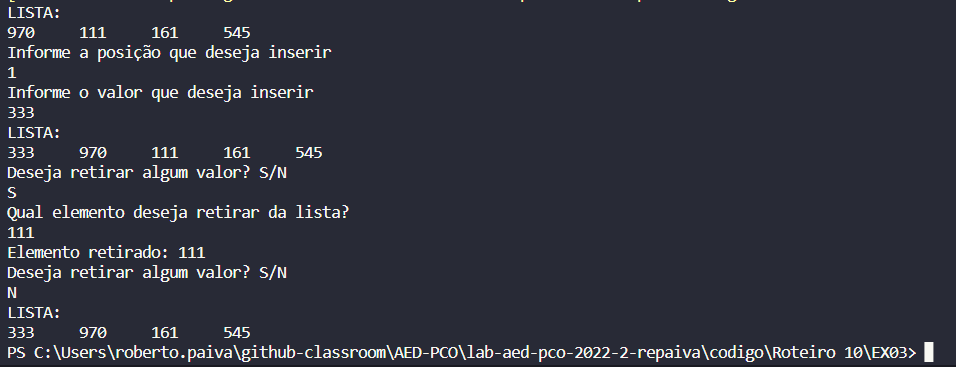 LISTA:
970 111 161 545
Informe a posição que deseja inserir
1
Informe o valor que deseja inserir
333
LISTA:
333 970 111 161 545
Deseja retirar algum valor? S/N
S
Qual elemento deseja retirar da lista?
111
Elemento retirado: 111
Deseja retirar algum valor? S/N
N
LISTA:
333 970 161 545
PS C:\Users\roberto.paiva\github-classroom\AED-PCO\lab-aed-pco-2022-2-repaiva\codigo\Roteiro 10\EX03>